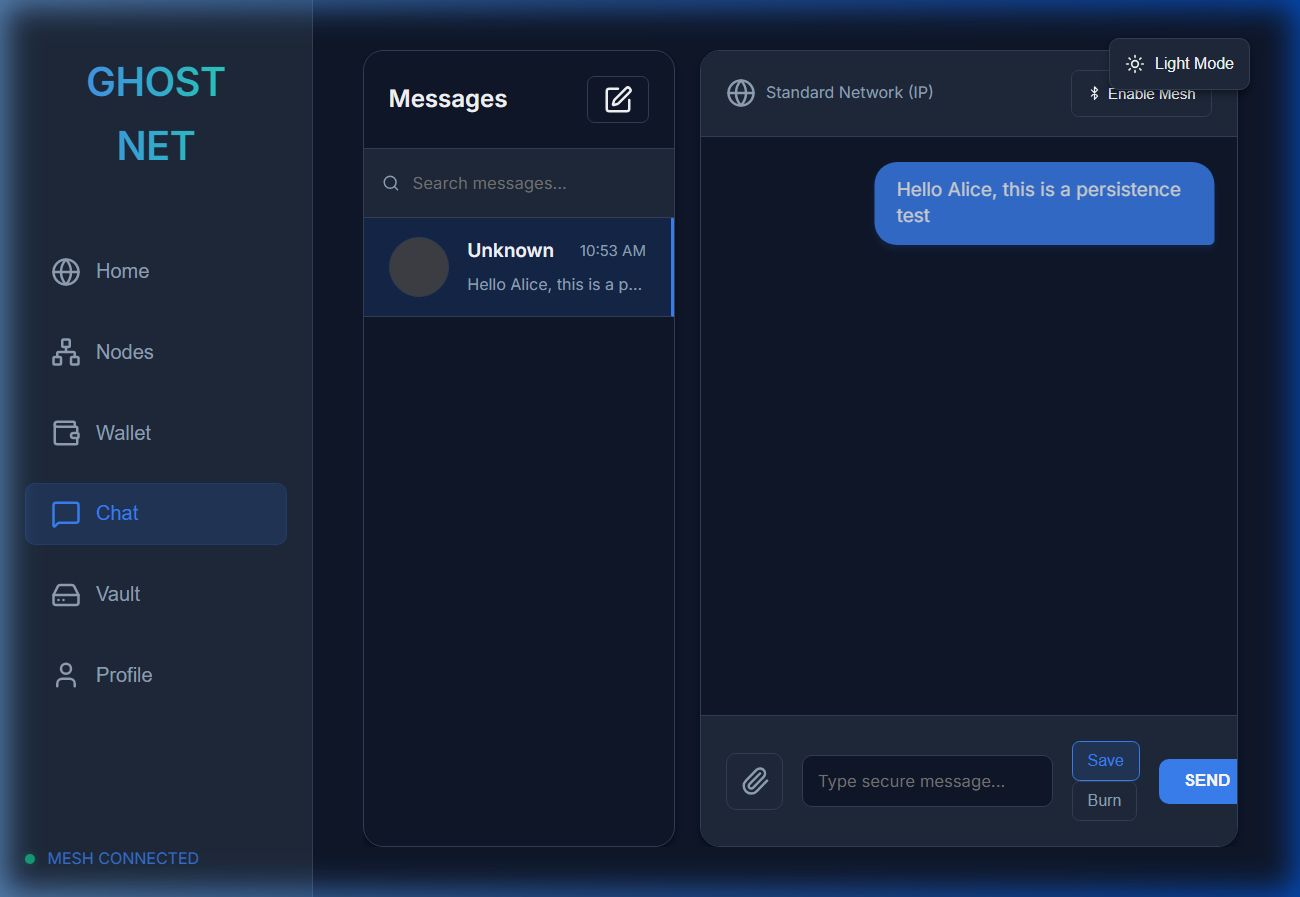 GHOST
NET
Home
Nodes
Wallet
Chat
Vault
Profile
MESH CONNECTED
Messages
Search messages...
Unknown 10:53 AM
Hello Alice, this is a p...
Standard Network (IP)
Light Mode
Enable Mesh
Hello Alice, this is a persistence
test
Type secure message...
Save
Burn
SEND